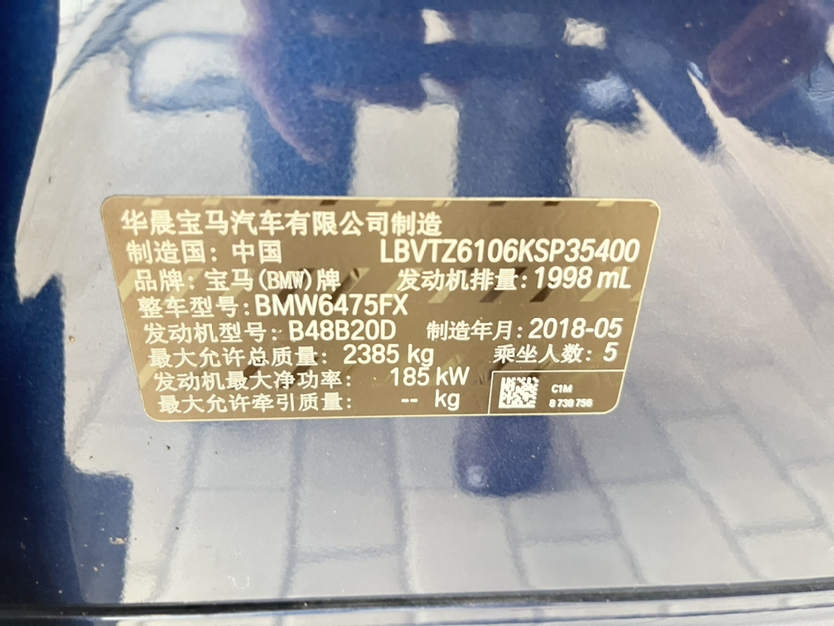 华晨宝马汽车有限公司制造
制造国：中国 LBVTZ6106KSP35400
品牌：宝马(BMW)牌 发动机排量：1998 mL
整车型号：BMW6475FX
发动机型号：B48B20D 制造年月：2018-05
最大允许总质量：2385 kg 乘坐人数：5
发动机最大净功率：185 kW
最大允许牵引质量：-- kg
C1M
8 738 756